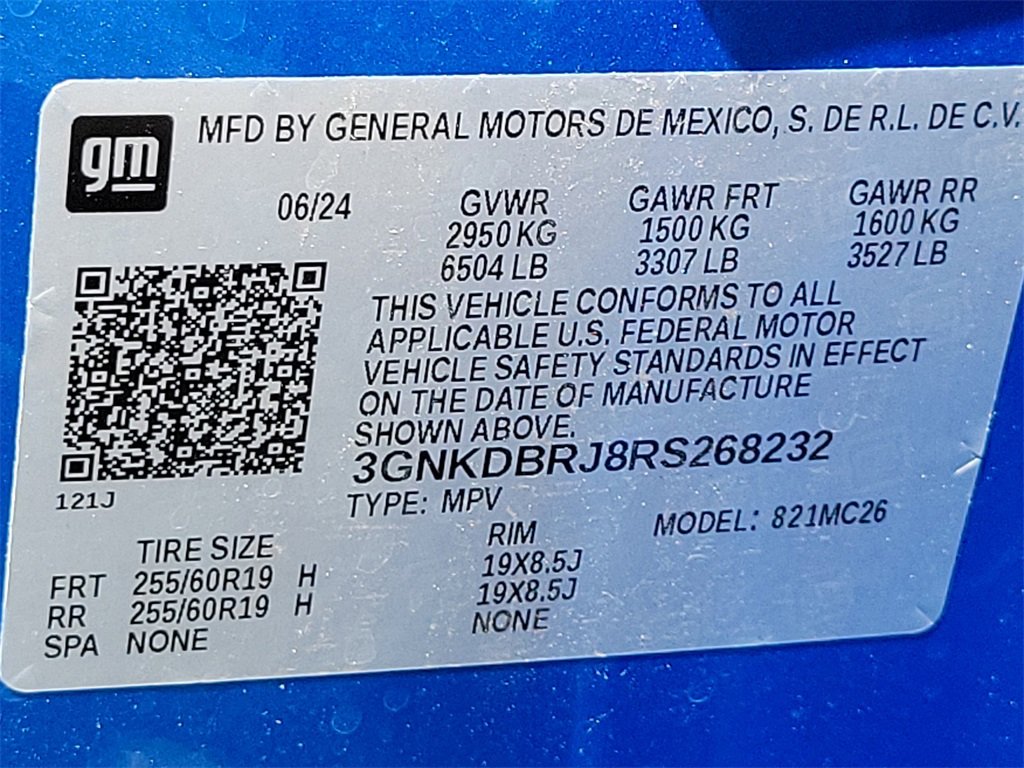 gm
MFD BY GENERAL MOTORS DE MEXICO, S. DE R.L. DE C.V.
06/24 GVWR GAWR FRT GAWR RR
2950 KG 1500 KG 1600 KG
6504 LB 3307 LB 3527 LB
THIS VEHICLE CONFORMS TO ALL
APPLICABLE U.S. FEDERAL MOTOR
VEHICLE SAFETY STANDARDS IN EFFECT
ON THE DATE OF MANUFACTURE
SHOWN ABOVE.
3GNKDBRJ8RS268232
121J
TYPE: MPV MODEL: 821MC26
TIRE SIZE RIM
FRT 255/60R19 H 19X8.5J
RR 255/60R19 H 19X8.5J
SPA NONE NONE